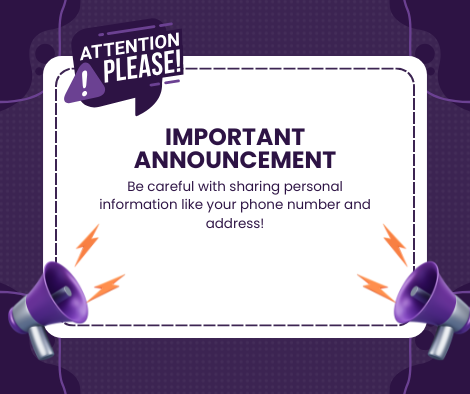 ATTENTION
PLEASE!
!
IMPORTANT
ANNOUNCEMENT
Be careful with sharing personal
information like your phone number and
address!